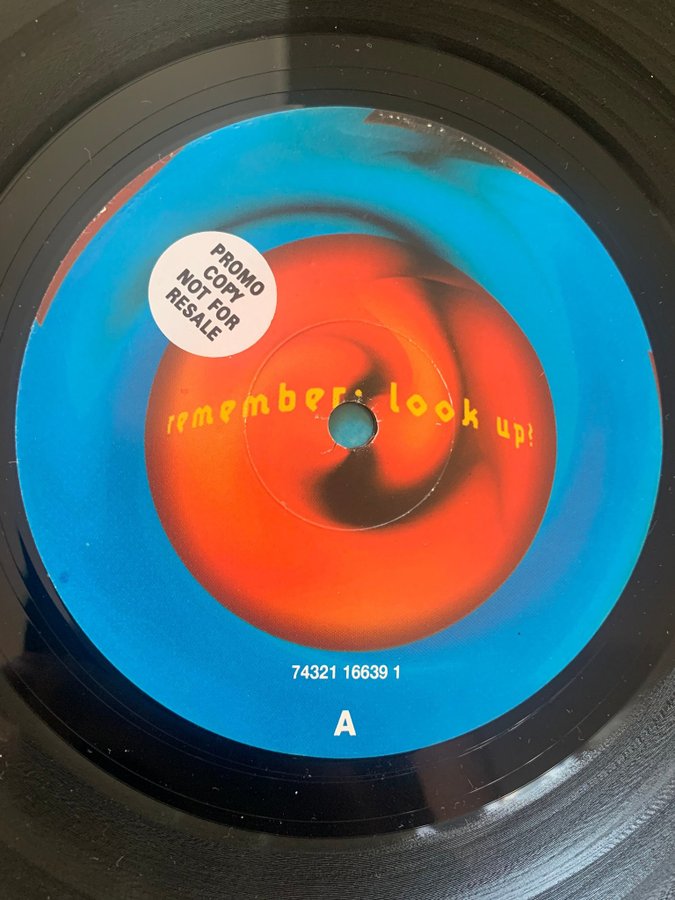 PROMO
COPY
NOT FOR
RESALE
remember: look up?
74321 16639 1
A